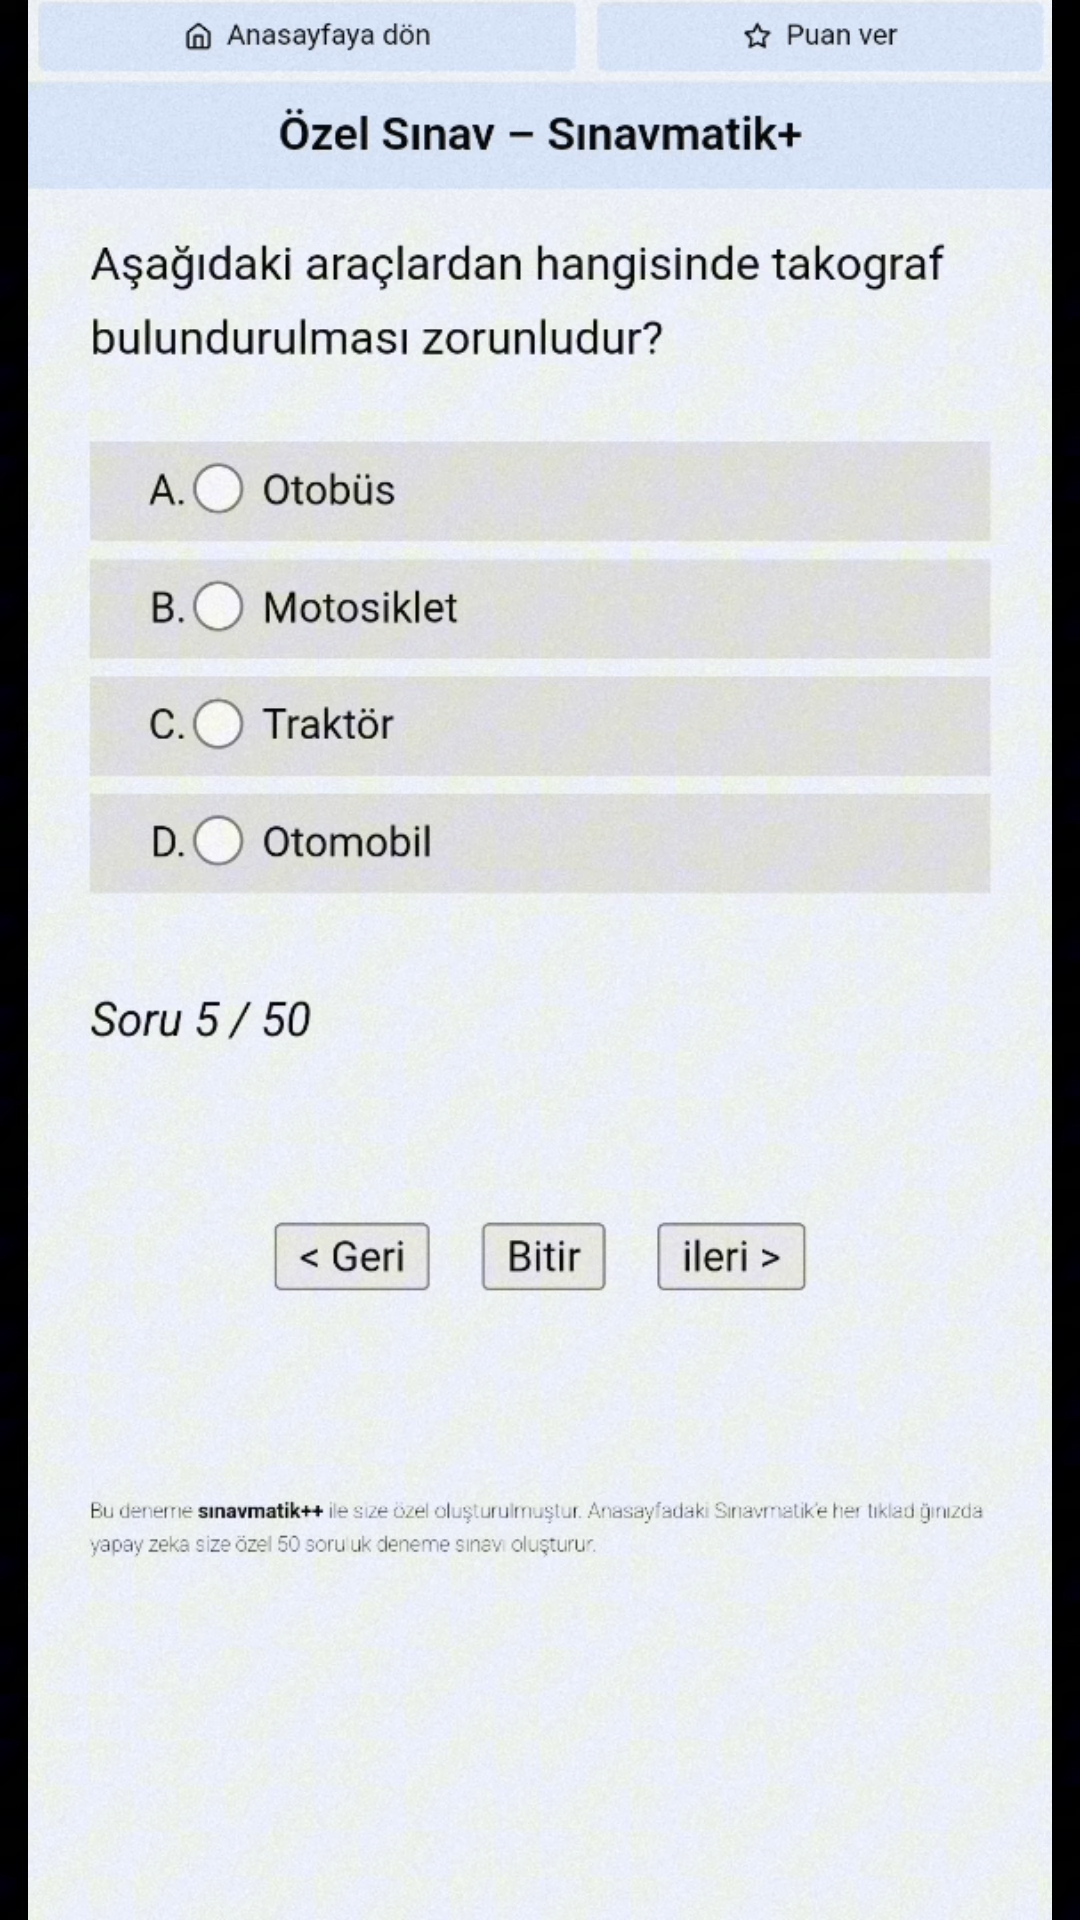 Anasayfaya dön
Puan ver
Özel Sınav – Sınavmatik+
Aşağıdaki araçlardan hangisinde takograf
bulundurulması zorunludur?
A. Otobüs
B. Motosiklet
C. Traktör
D. Otomobil
Soru 5 / 50
< Geri
Bitir
ileri >
Bu deneme sınavmatik++ ile size özel oluşturulmuştur. Anasayfadaki Sınavmatik'e her tıkladığınızda
yapay zeka size özel 50 soruluk deneme sınavı oluşturur.